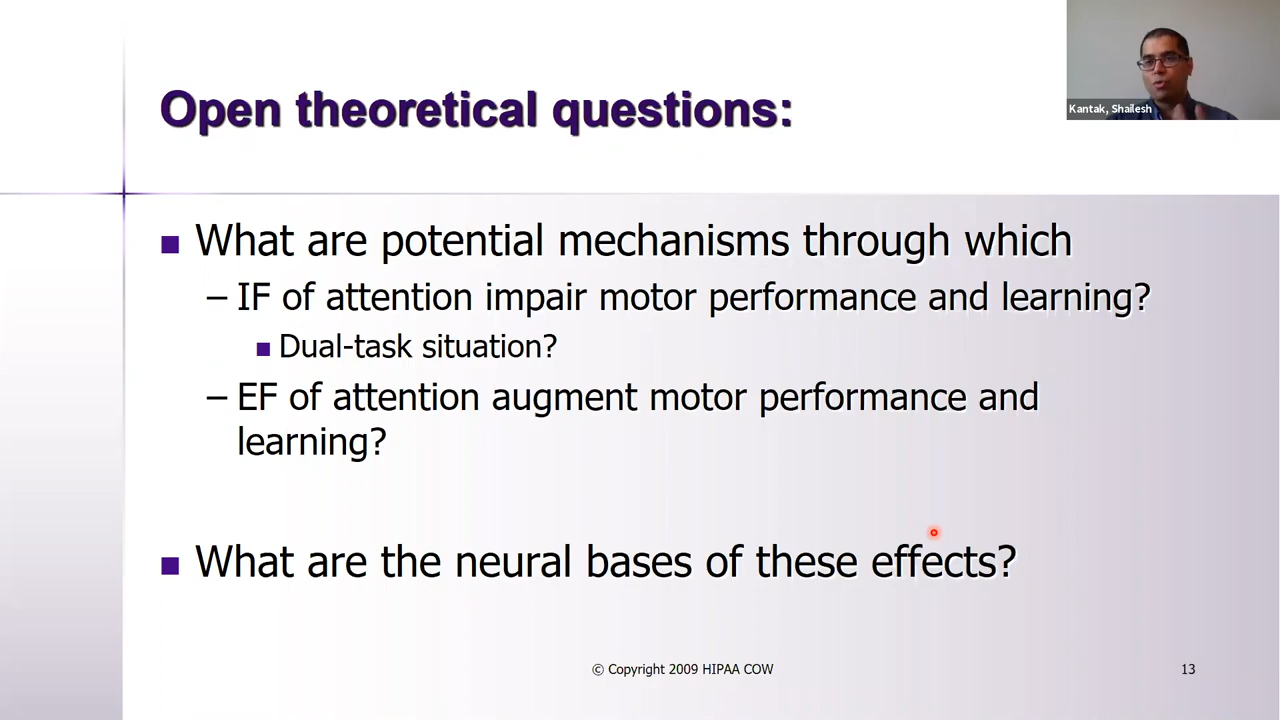 Kantak, Shailesh
Open theoretical questions:
■ What are potential mechanisms through which
– IF of attention impair motor performance and learning?
■ Dual-task situation?
– EF of attention augment motor performance and
learning?
■ What are the neural bases of these effects?
© Copyright 2009 HIPAA COW
13